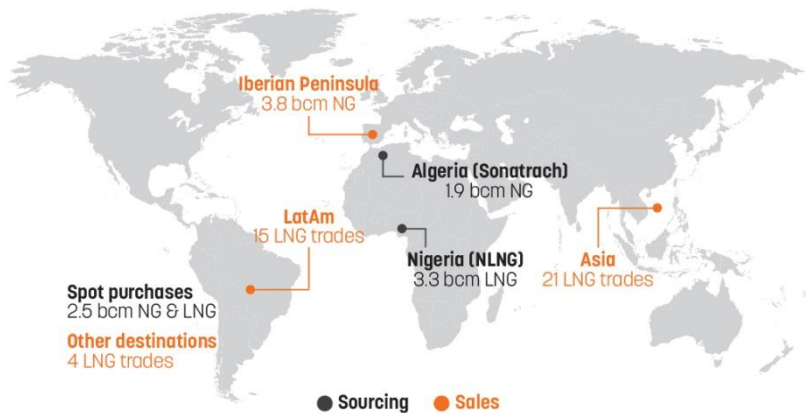 Iberian Peninsula
3.8 bcm NG
Algeria (Sonatrach)
1.9 bcm NG
LatAm
15 LNG trades
Nigeria (NLNG)
3.3 bcm LNG
Asia
21 LNG trades
Spot purchases
2.5 bcm NG & LNG
Other destinations
4 LNG trades
Sourcing
Sales